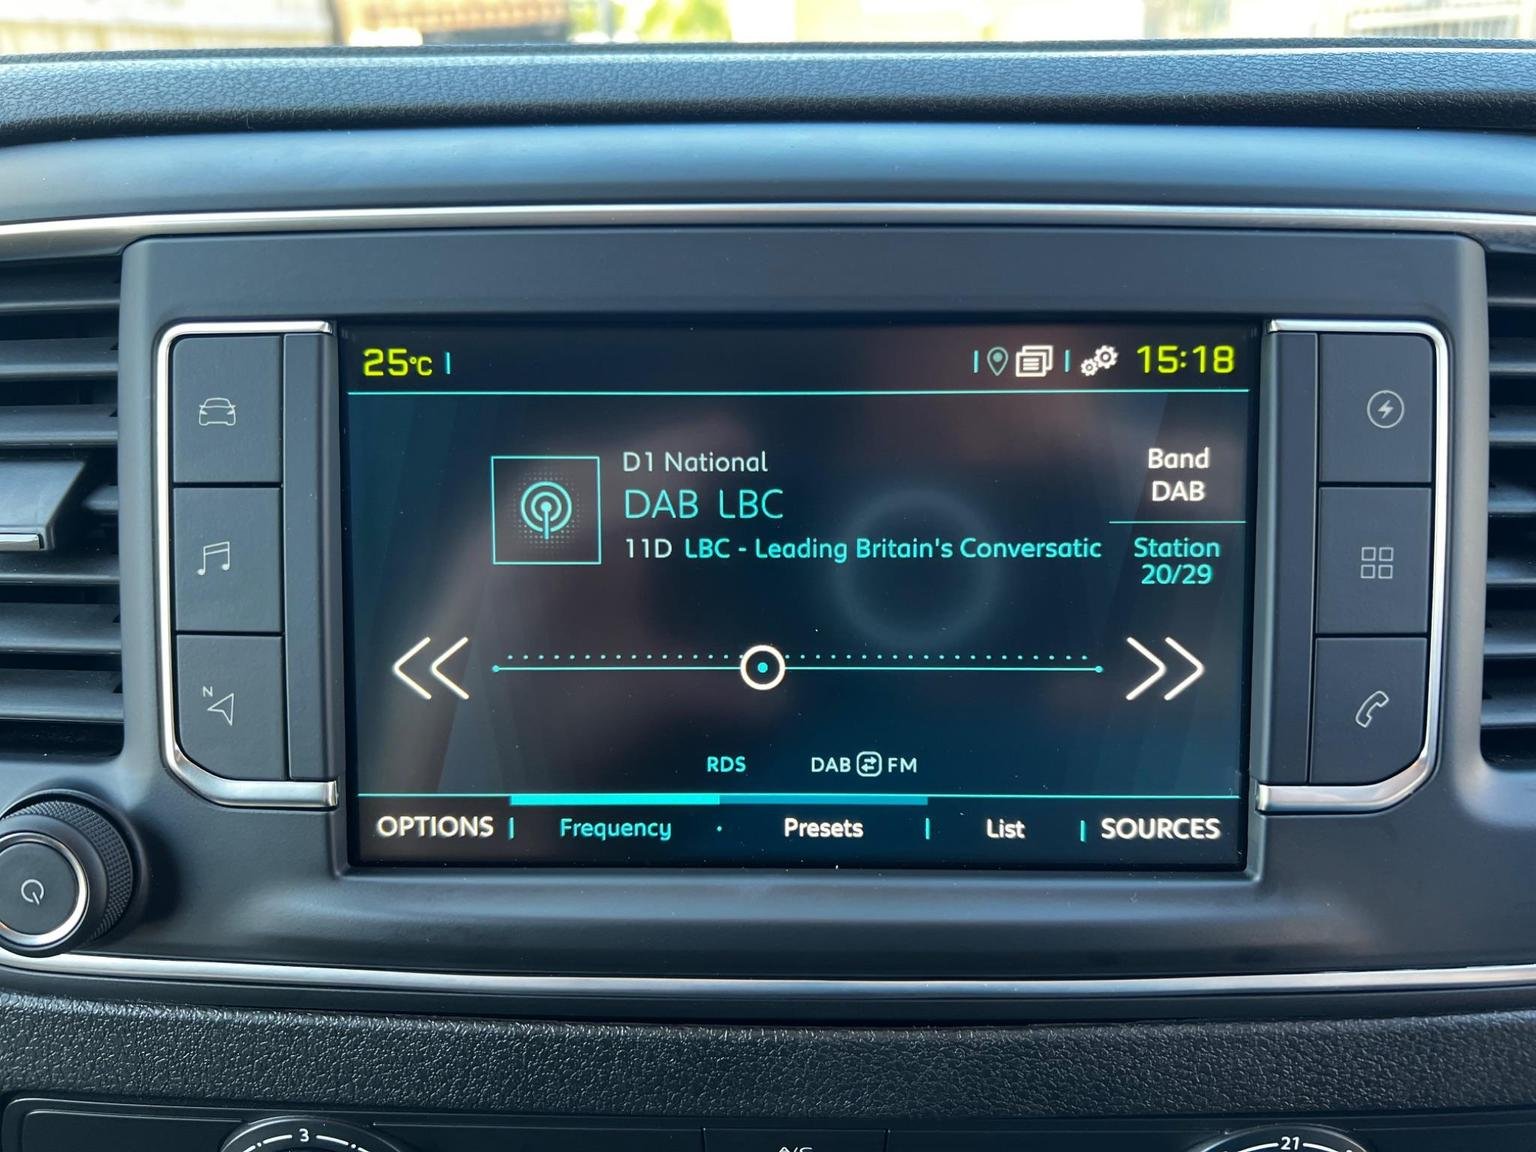 25°C
15:18
D1 National
DAB LBC
11D LBC - Leading Britain's Conversatic
Band
DAB
Station
20/29
N
RDS
DAB FM
OPTIONS
Frequency
Presets
List
SOURCES
3
A/C
21